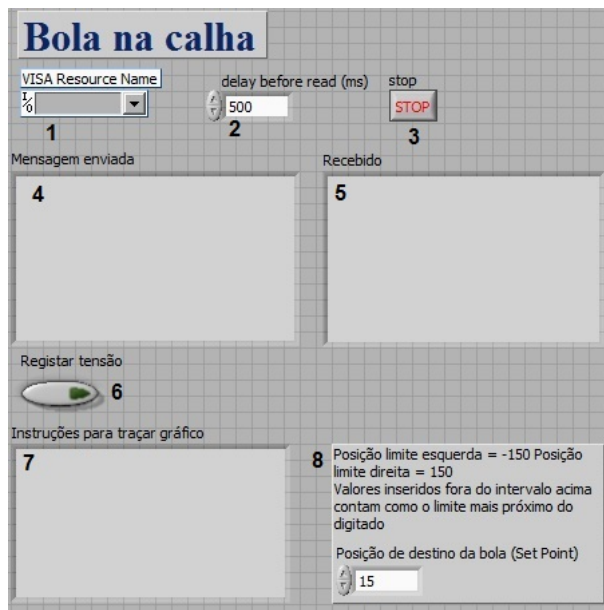 Bola na calha
VISA Resource Name
delay before read (ms)
stop
I/O
500
STOP
1
2
3
Mensagem enviada
Recebido
4
5
Registar tensão
6
Instruções para traçar gráfico
7
8
Posição limite esquerda = -150 Posição
limite direita = 150
Valores inseridos fora do intervalo acima
contam como o limite mais próximo do
digitado
Posição de destino da bola (Set Point)
15